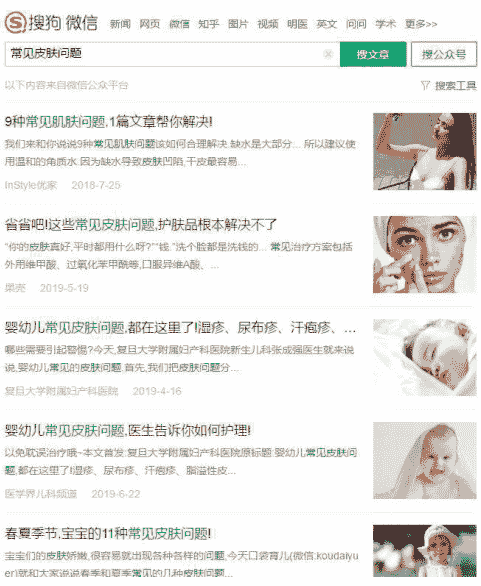 搜狗 微信 新闻 网页 微信 知乎 图片 视频 明医 英文 问问 学术 更多>>
常见皮肤问题 搜文章 搜公众号
以下内容来自微信公众平台 搜索工具
9种常见肌肤问题,1篇文章帮你解决!
我们来和你说说9种常见肌肤问题该如何合理解决.缺水是大部分... 所以建议使
用温和的角质水.因为缺水导致皮肤凹陷,干皮最容易...
InStyle优家 2018-7-25
省省吧!这些常见皮肤问题,护肤品根本解决不了
“你的皮肤真好,平时都用什么呀?”“钱.”洗个脸都是洗钱的... 常见治疗方案包括
外用维甲酸、过氧化苯甲酰等,口服异维A酸、...
果壳 2019-5-19
婴幼儿常见皮肤问题,都在这里了!湿疹、尿布疹、汗疱疹、...
哪些需要引起警惕?今天,复旦大学附属妇产科医院新生儿科张成强医生就来说
说,婴幼儿常见的皮肤问题.首先,我们把皮肤问题分...
复旦大学附属妇产科医院 2019-4-16
婴幼儿常见皮肤问题,医生告诉你如何护理!
以免耽误治疗哦~本文首发:复旦大学附属妇产科医院原标题:婴幼儿常见皮肤问
题,都在这里了!湿疹、尿布疹、汗疱疹、脂溢性皮...
医学界儿科频道 2019-6-22
春夏季节,宝宝的11种常见皮肤问题!
宝宝们的皮肤娇嫩,很容易就出现各种各样的问题,今天口袋育儿(微信:koudaiyu
er)就和大家说说春季和夏季常见的几种皮肤问题...